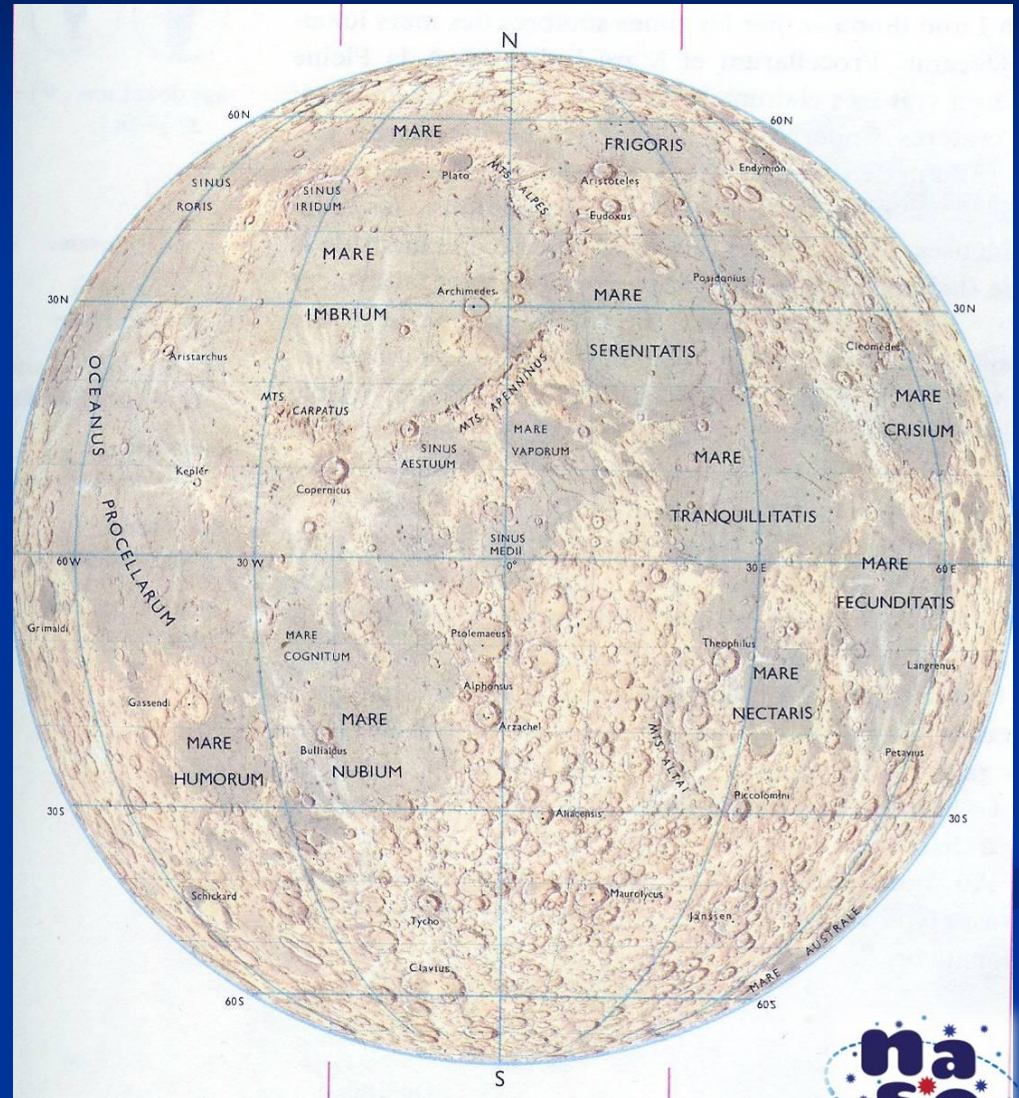 N
60N
60N
MARE
FRIGORIS
Plato
MTS. ALPES
Aristoteles
Endymion
Eudoxus
SINUS
RORIS
SINUS
IRIDUM
MARE
IMBRIUM
Archimedes
Posidonius
30N
30N
MARE
SERENITATIS
Cleomedes
Aristarchus
OCEANUS
PROCELLARUM
MTS
CARPATUS
MTS. APENNINUS
MARE
CRISIUM
SINUS
AESTUUM
MARE
VAPORUM
Kepler
Copernicus
MARE
TRANQUILLITATIS
SINUS
MEDII
60W
30W
0°
30E
60E
MARE
FECUNDITATIS
Grimaldi
MARE
COGNITUM
Ptolemaeus
Theophilus
Langrenus
Alphonsus
MARE
NECTARIS
Gassendi
Arzachel
MARE
HUMORUM
MARE
NUBIUM
Bullialdus
MTS. ALTAI
Petavius
Piccolomini
30S
30S
Aliacensis
Schickard
Maurolycus
Tycho
Janssen
Clavius
MARE AUSTRALE
60S
60S
S
na